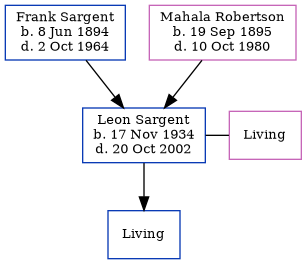 Frank Sargent
b. 8 Jun 1894
d. 2 Oct 1964
Mahala Robertson
b. 19 Sep 1895
d. 10 Oct 1980
Leon Sargent
b. 17 Nov 1934
d. 20 Oct 2002
Living
Living